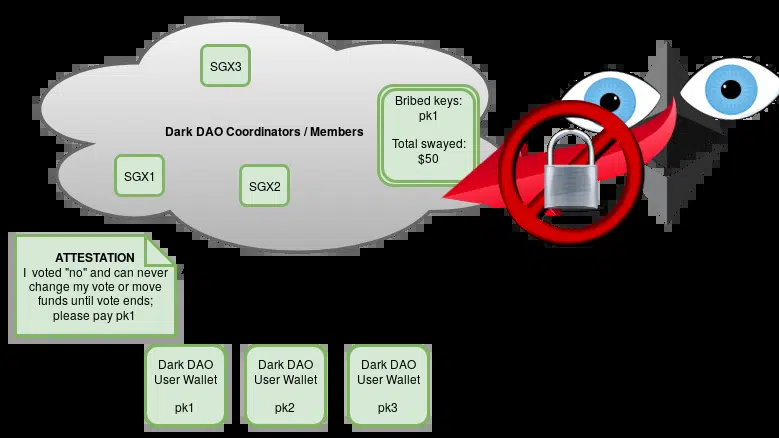 SGX3
Bribed keys:
pk1
Total swayed:
$50
Dark DAO Coordinators / Members
SGX1
SGX2
ATTESTATION
I voted "no" and can never
change my vote or move
funds until vote ends;
please pay pk1
Dark DAO
User Wallet
pk1
Dark DAO
User Wallet
pk2
Dark DAO
User Wallet
pk3